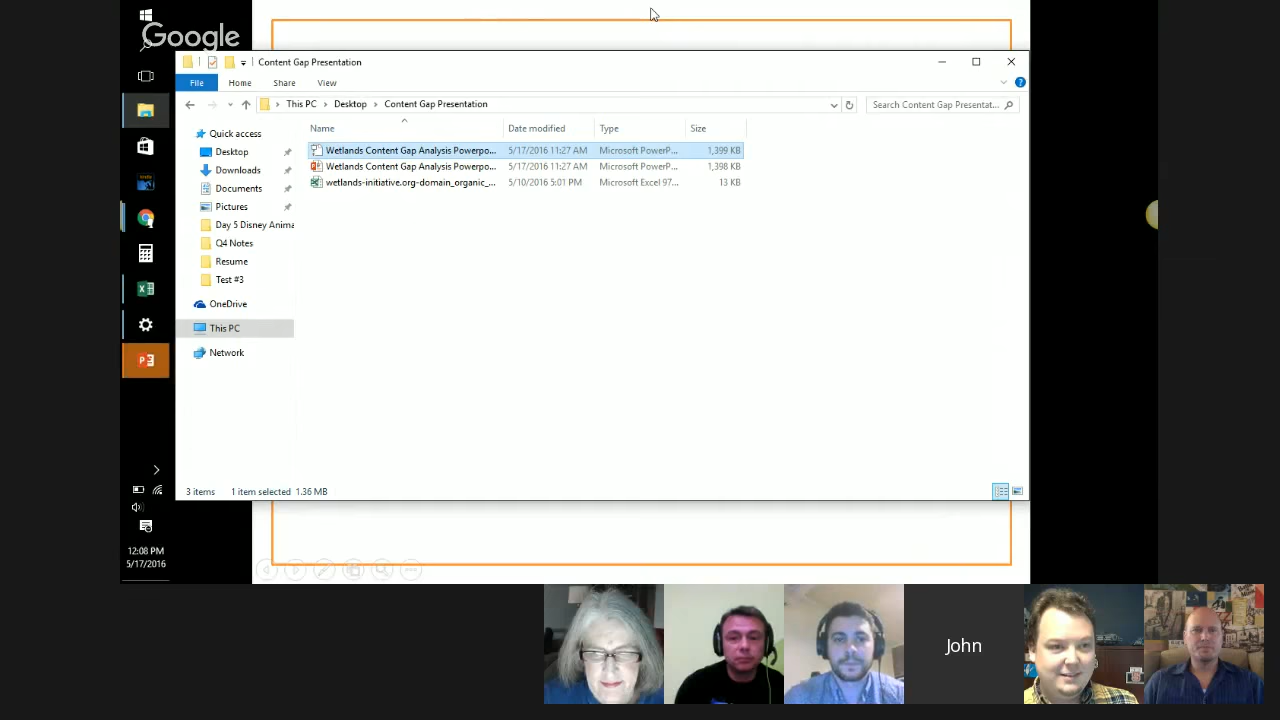 Google
Content Gap Presentation
File Home Share View
This PC Desktop Content Gap Presentation
Search Content Gap Presentat...
Name Date modified Type Size
Quick access
Desktop
Downloads
Documents
Pictures
Day 5 Disney Anima
Q4 Notes
Resume
Test #3
OneDrive
This PC
Network
Wetlands Content Gap Analysis Powerpo... 5/17/2016 11:27 AM Microsoft PowerP... 1,399 KB
Wetlands Content Gap Analysis Powerpo... 5/17/2016 11:27 AM Microsoft PowerP... 1,398 KB
wetlands-initiative.org-domain_organic_... 5/10/2016 5:01 PM Microsoft Excel 97... 13 KB
3 items 1 item selected 1.36 MB
12:08 PM
5/17/2016
John